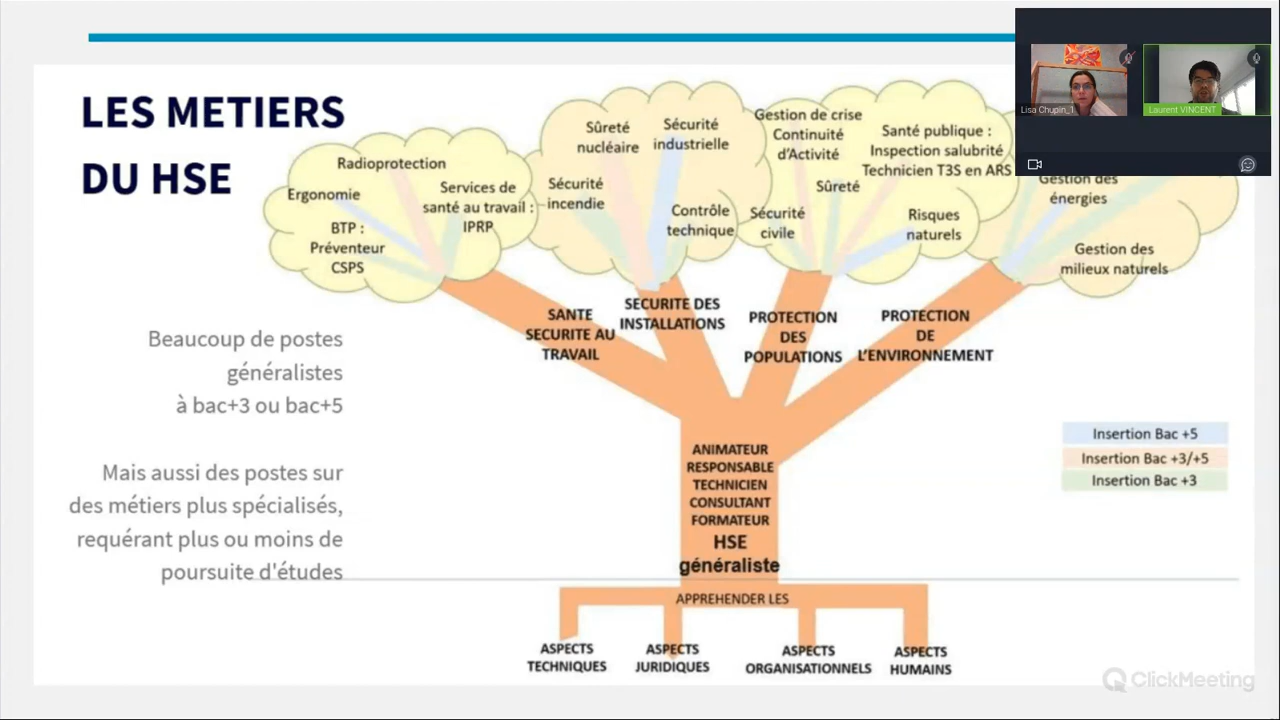 LES METIERS
DU HSE
Beaucoup de postes
généralistes
à bac+3 ou bac+5
Mais aussi des postes sur
des métiers plus spécialisés,
requérant plus ou moins de
poursuite d'études
Radioprotection
Ergonomie
Services de
santé au travail :
IPRP
BTP :
Préventeur
CSPS
Sûreté
nucléaire
Sécurité
industrielle
Sécurité
incendie
Contrôle
technique
Gestion de crise
Continuité
d'Activité
Santé publique :
Inspection salubrité
Technicien T3S en ARS
Sûreté
Sécurité
civile
Risques
naturels
Gestion des
énergies
Gestion des
milieux naturels
SANTE
SECURITE AU
TRAVAIL
SECURITE DES
INSTALLATIONS
PROTECTION
DES
POPULATIONS
PROTECTION
DE
L'ENVIRONNEMENT
ANIMATEUR
RESPONSABLE
TECHNICIEN
CONSULTANT
FORMATEUR
HSE
généraliste
APPREHENDER LES
ASPECTS
TECHNIQUES
ASPECTS
JURIDIQUES
ASPECTS
ORGANISATIONNELS
ASPECTS
HUMAINS
Insertion Bac +5
Insertion Bac +3/+5
Insertion Bac +3
Lisa Chupin_1
Laurent VINCENT
ClickMeeting